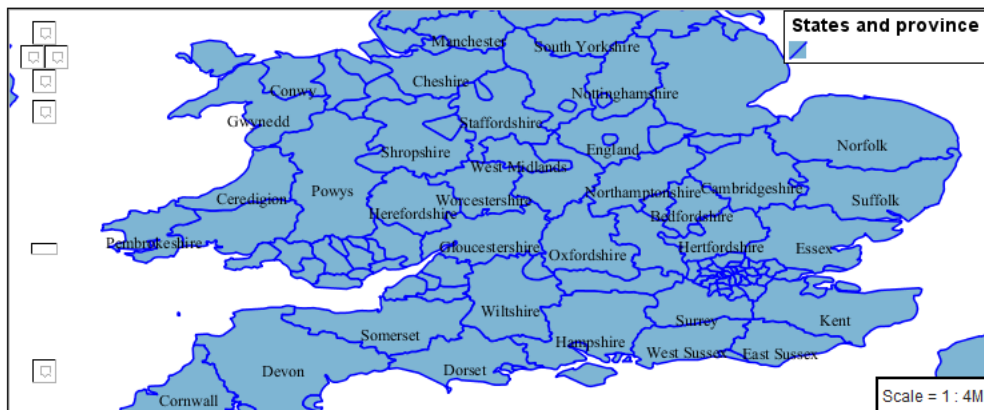 States and province
Manchester
South Yorkshire
Cheshire
Conwy
Nottinghamshire
Gwynedd
Staffordshire
Norfolk
England
Shropshire
West Midlands
Powys
Northamptonshire
Cambridgeshire
Ceredigion
Worcestershire
Suffolk
Herefordshire
Bedfordshire
Pembrokeshire
Gloucestershire
Hertfordshire
Essex
Oxfordshire
Wiltshire
Surrey
Kent
Somerset
Hampshire
West Sussex
East Sussex
Devon
Dorset
Cornwall
Scale = 1 : 4M